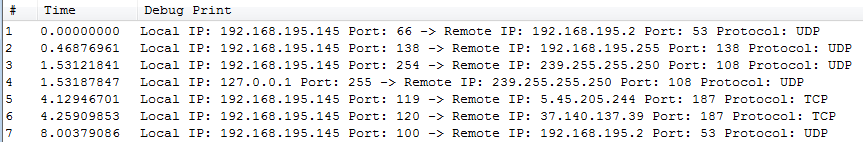 # Time Debug Print
1 0.00000000 Local IP: 192.168.195.145 Port: 66 -> Remote IP: 192.168.195.2 Port: 53 Protocol: UDP
2 0.46876961 Local IP: 192.168.195.145 Port: 138 -> Remote IP: 192.168.195.255 Port: 138 Protocol: UDP
3 1.53121841 Local IP: 192.168.195.145 Port: 254 -> Remote IP: 239.255.255.250 Port: 108 Protocol: UDP
4 1.53187847 Local IP: 127.0.0.1 Port: 255 -> Remote IP: 239.255.255.250 Port: 108 Protocol: UDP
5 4.12946701 Local IP: 192.168.195.145 Port: 119 -> Remote IP: 5.45.205.244 Port: 187 Protocol: TCP
6 4.25909853 Local IP: 192.168.195.145 Port: 120 -> Remote IP: 37.140.137.39 Port: 187 Protocol: TCP
7 8.00379086 Local IP: 192.168.195.145 Port: 100 -> Remote IP: 192.168.195.2 Port: 53 Protocol: UDP